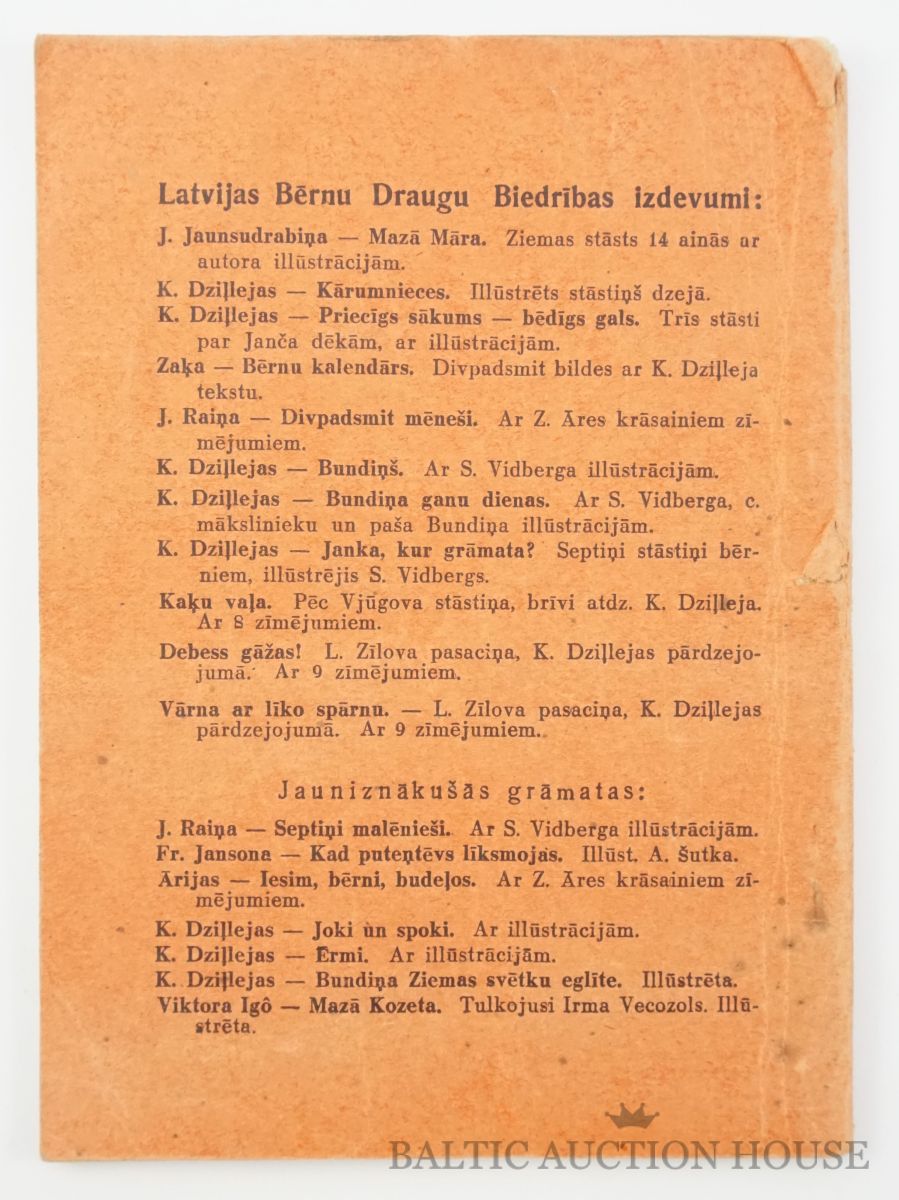 Latvijas Bērnu Draugu Biedrības izdevumi:
J. Jaunsudrabiņa — Mazā Māra. Ziemas stāsts 14 ainās ar
autora illūstrācijām.
K. Dziļlejas — Kārumnieces. Illūstrēts stāstiņš dzejā.
K. Dziļlejas — Priecīgs sākums — bēdīgs gals. Trīs stāsti
par Janča dēkām, ar illūstrācijām.
Zaķa — Bērnu kalendārs. Divpadsmit bildes ar K. Dziļleja
tekstu.
J. Raiņa — Divpadsmit mēneši. Ar Z. Āres krāsainiem zī-
mējumiem.
K. Dziļlejas — Bundiņš. Ar S. Vidberga illūstrācijām.
K. Dziļlejas — Bundiņa ganu dienas. Ar S. Vidberga, c.
mākslinieku un paša Bundiņa illūstrācijām.
K. Dziļlejas — Janka, kur grāmata? Septiņi stāstiņi bēr-
niem, illūstrējis S. Vidbergs.
Kaķu vaļa. Pēc Vjūgova stāstiņa, brīvi atdz. K. Dziļleja.
Ar 8 zīmējumiem.
Debess gāžas! L. Zīlova pasaciņa, K. Dziļlejas pārdzejo-
jumā. Ar 9 zīmējumiem.
Vārna ar līko spārnu. — L. Zīlova pasaciņa, K. Dziļlejas
pārdzejojumā. Ar 9 zīmējumiem.
Jauniznākušās grāmatas:
J. Raiņa — Septiņi malēnieši. Ar S. Vidberga illūstrācijām.
Fr. Jansona — Kad puteņtēvs līksmojas. Illūst. A. Šutka.
Ārijas — Iesim, bērni, budeļos. Ar Z. Āres krāsainiem zī-
mējumiem.
K. Dziļlejas — Joki un spoki. Ar illūstrācijām.
K. Dziļlejas — Ērmi. Ar illūstrācijām.
K. Dziļlejas — Bundiņa Ziemas svētku eglīte. Illūstrēta.
Viktora Igô — Mazā Kozeta. Tulkojusi Irma Vecozols. Illū-
strēta.
BALTIC AUCTION HOUSE